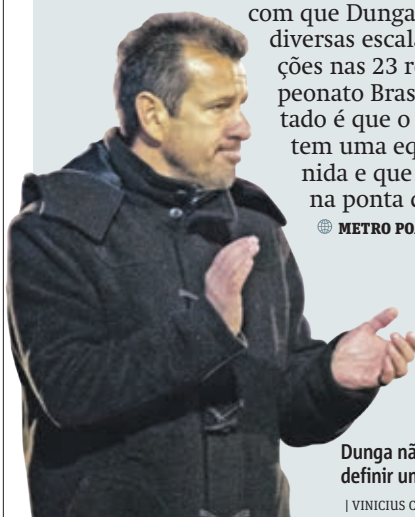 com que Dunga
diversas escala
ções nas 23 r
peonato Bras
tado é que o
tem uma eq
nida e que
na ponta
METRO PO
Dunga nã
definir un
| VINICIUS